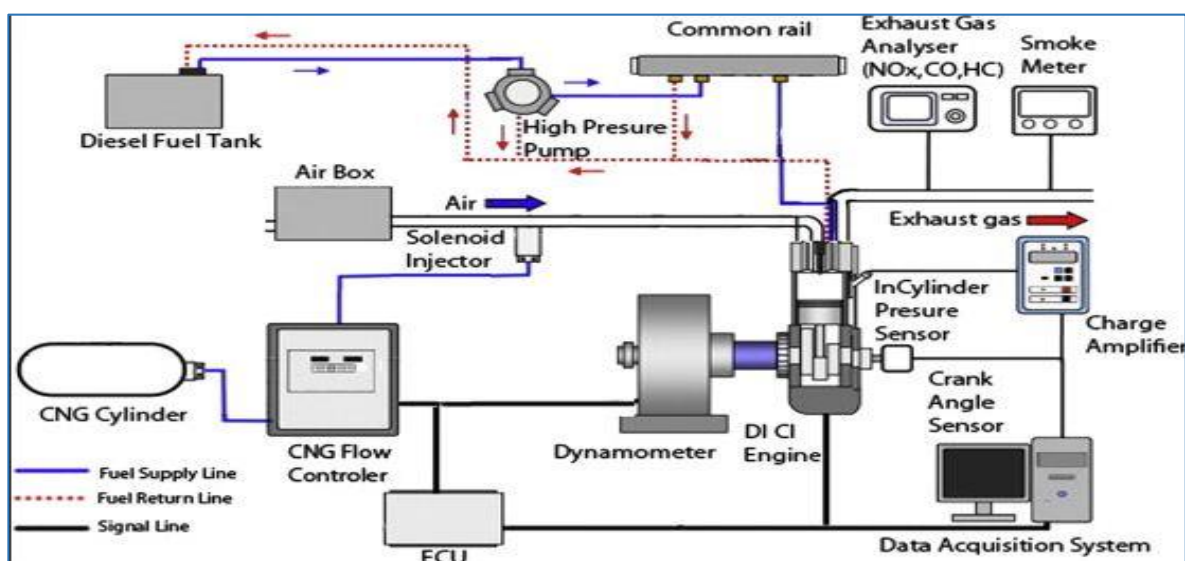 Common rail
Exhaust Gas
Analyser
(NOx,CO,HC)
Smoke
Meter
Diesel Fuel Tank
High Presure
Pump
Air Box
Air
Exhaust gas
Solenoid
Injector
InCylinder
Presure
Sensor
Charge
Amplifier
CNG Cylinder
CNG Flow
Controler
Dynamometer
DI CI
Engine
Crank
Angle
Sensor
Fuel Supply Line
Fuel Return Line
Signal Line
ECU
Data Acquisition System